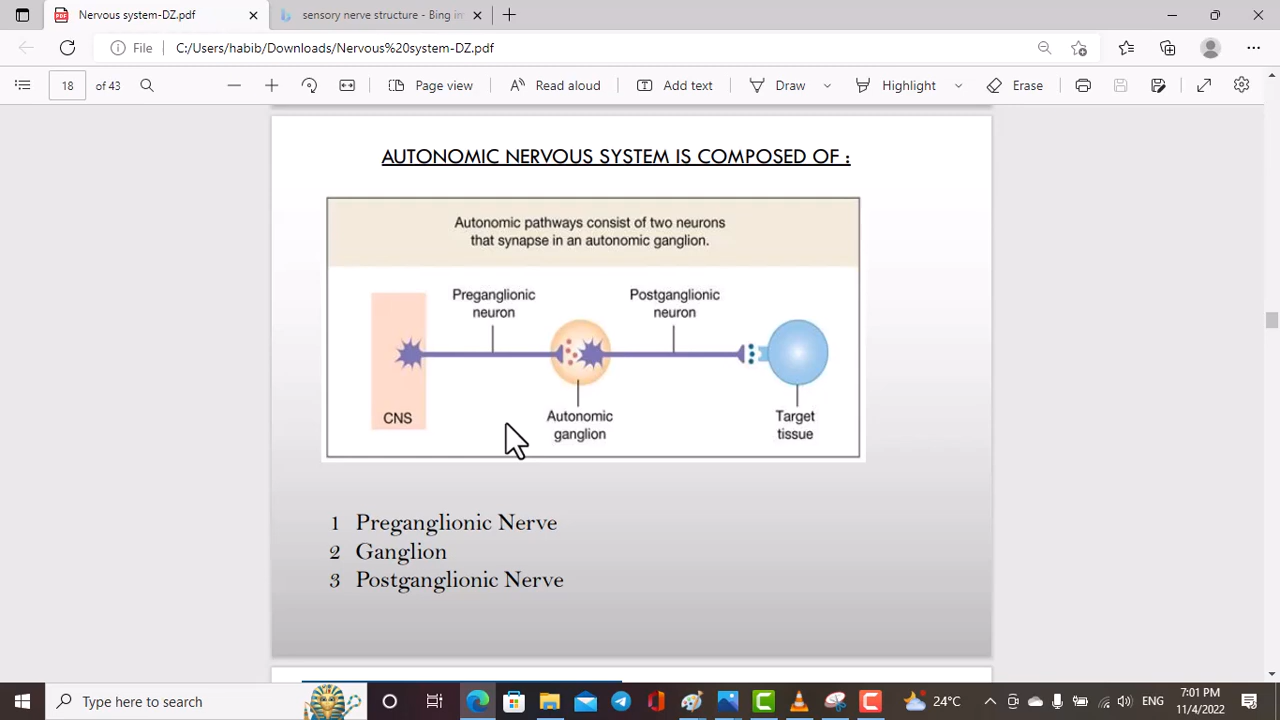 Nervous system-DZ.pdf
sensory nerve structure - Bing in
File
C:/Users/habib/Downloads/Nervous%20system-DZ.pdf
18 of 43
Page view
Read aloud
Add text
Draw
Highlight
Erase
AUTONOMIC NERVOUS SYSTEM IS COMPOSED OF :
Autonomic pathways consist of two neurons
that synapse in an autonomic ganglion.
Preganglionic
neuron
Postganglionic
neuron
CNS
Autonomic
ganglion
Target
tissue
1 Preganglionic Nerve
2 Ganglion
3 Postganglionic Nerve
Type here to search
24°C
ENG
7:01 PM
11/4/2022